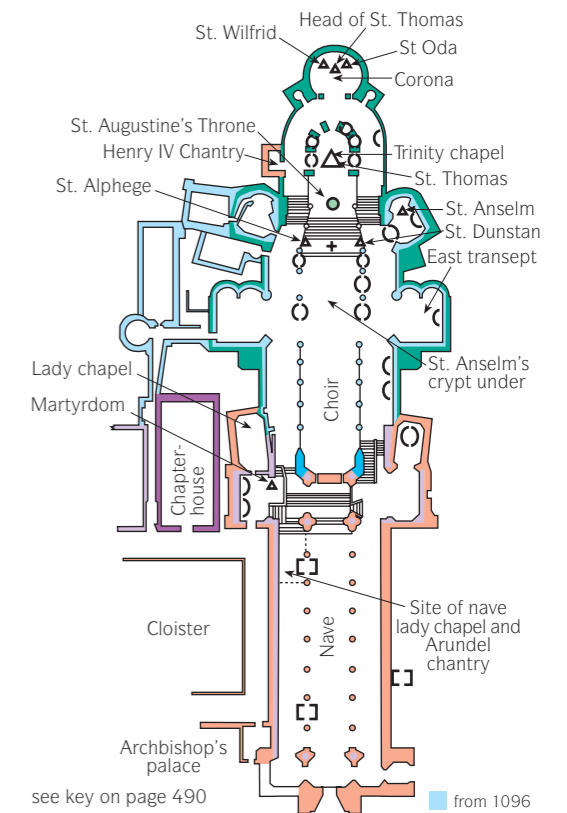 Head of St. Thomas
St. Wilfrid
St Oda
Corona
St. Augustine's Throne
Henry IV Chantry
Trinity chapel
St. Thomas
St. Alphege
St. Anselm
St. Dunstan
East transept
St. Anselm's
crypt under
Lady chapel
Martyrdom
Choir
Chapter-
house
Site of nave
lady chapel and
Arundel
chantry
Cloister
Nave
Archbishop's
palace
see key on page 490
from 1096